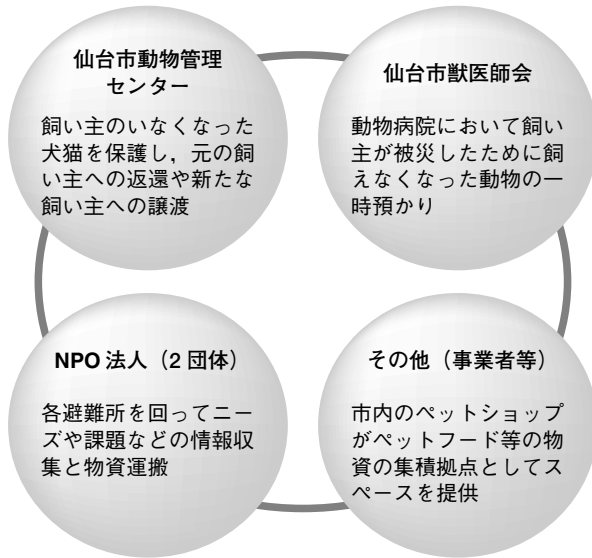 仙台市動物管理
センター
飼い主のいなくなった
犬猫を保護し，元の飼
い主への返還や新たな
飼い主への譲渡
仙台市獣医師会
動物病院において飼い
主が被災したために飼
えなくなった動物の一
時預かり
NPO 法人（2 団体）
各避難所を回ってニー
ズや課題などの情報収
集と物資運搬
その他（事業者等）
市内のペットショップ
がペットフード等の物
資の集積拠点としてス
ペースを提供